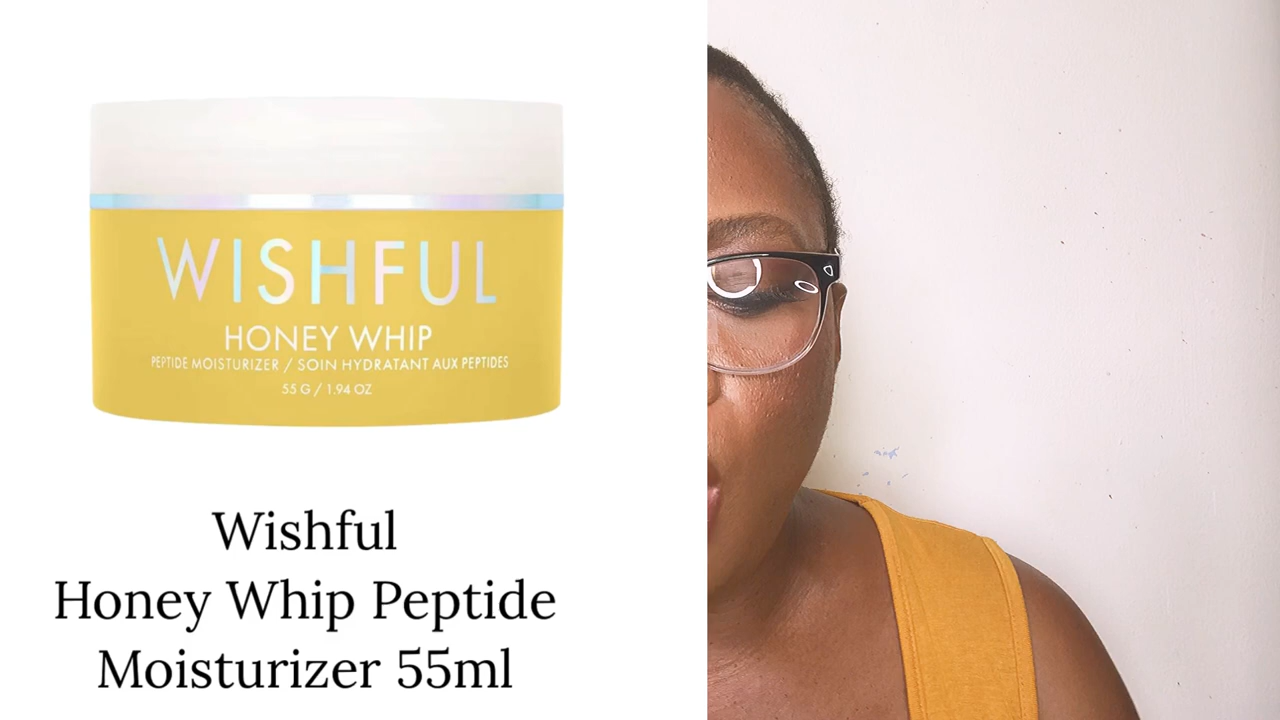 WISHFUL
HONEY WHIP
PEPTIDE MOISTURIZER / SOIN HYDRATANT AUX PEPTIDES
55 G / 1.94 OZ
Wishful
Honey Whip Peptide
Moisturizer 55ml